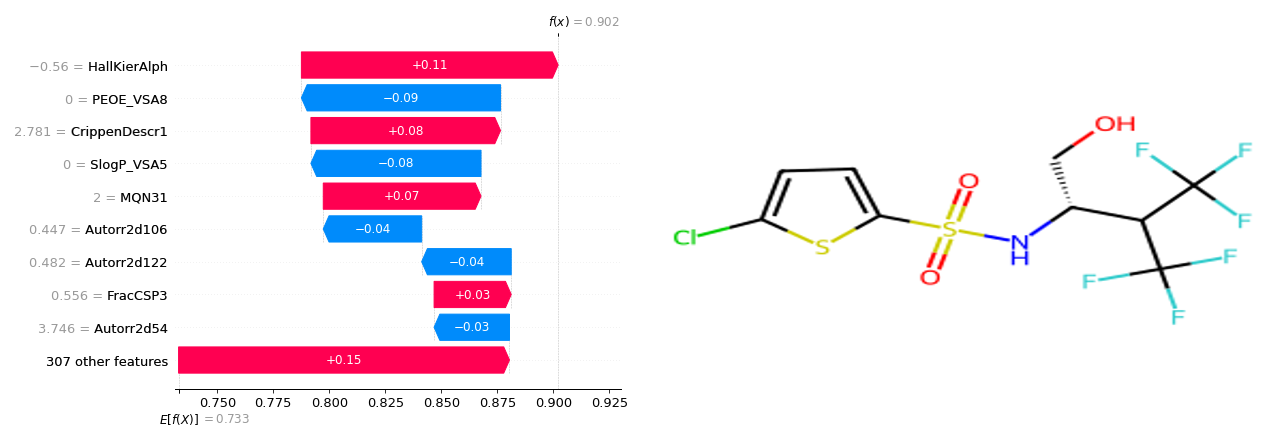 f(x) = 0.902
−0.56 = HallKierAlph
+0.11
0 = PEOE_VSA8
−0.09
2.781 = CrippenDescr1
+0.08
0 = SlogP_VSA5
−0.08
2 = MQN31
+0.07
0.447 = Autorr2d106
−0.04
0.482 = Autorr2d122
−0.04
0.556 = FracCSP3
+0.03
3.746 = Autorr2d54
−0.03
307 other features
+0.15
0.750 0.775 0.800 0.825 0.850 0.875 0.900 0.925
E[f(X)] = 0.733
OH
F
F
F
O
Cl
S
S
N
H
O
F
F
F